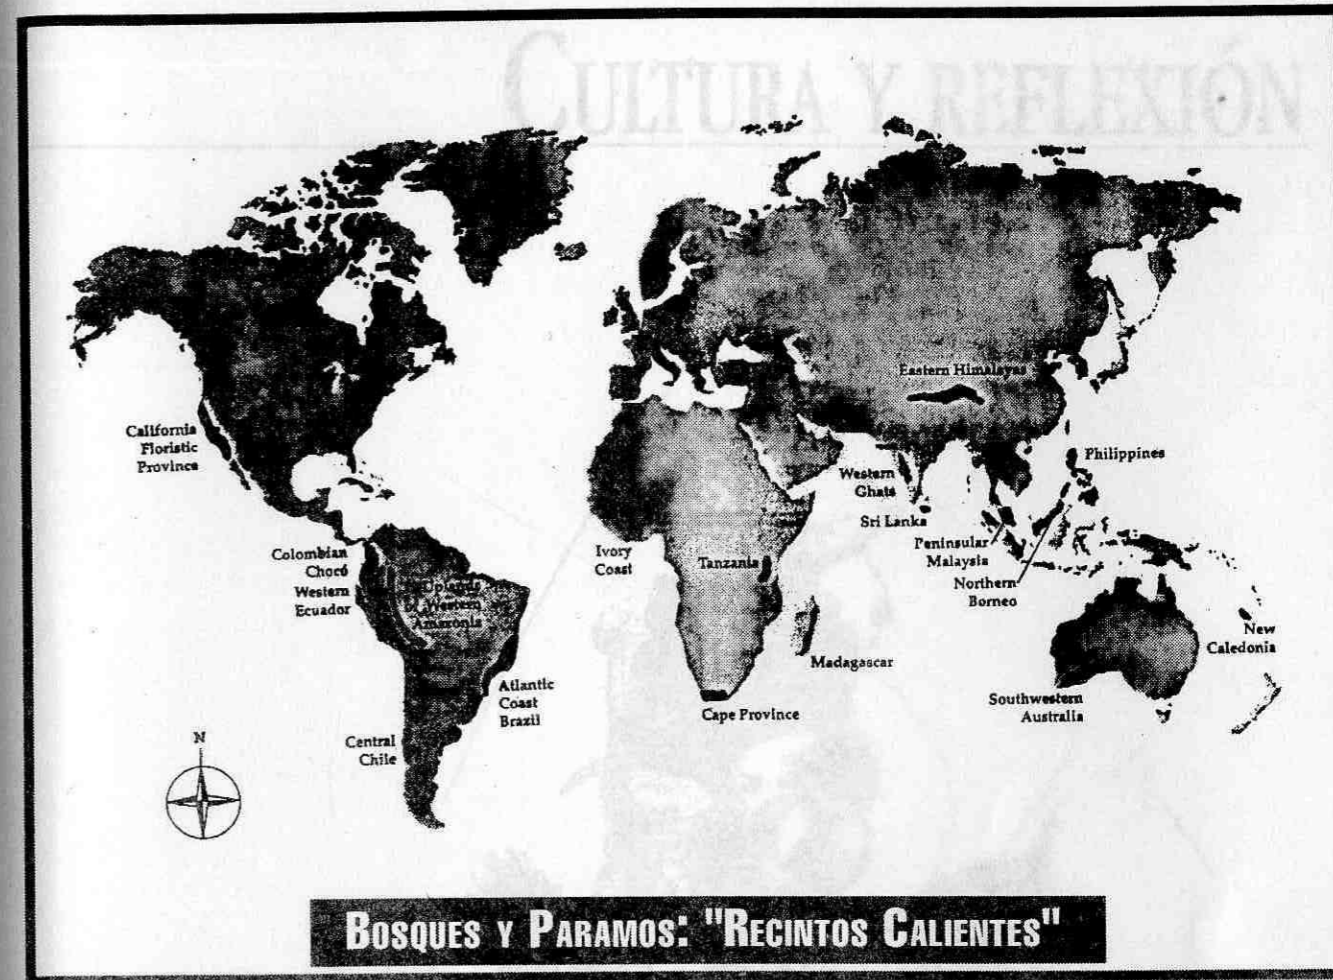 CULTURA Y REFLEXIÓN
Eastern Himalayas
California
Floristic
Province
Philippines
Western
Ghats
Sri Lanka
Colombian
Chocó
Western
Ecuador
Ivory
Coast
Tanzania
Peninsular
Malaysia
Northern
Borneo
Uplands
of Western
Amazonia
New
Caledonia
Madagascar
Atlantic
Coast
Brazil
Cape Province
Southwestern
Australia
Central
Chile
N
BOSQUES Y PARAMOS: "RECINTOS CALIENTES"